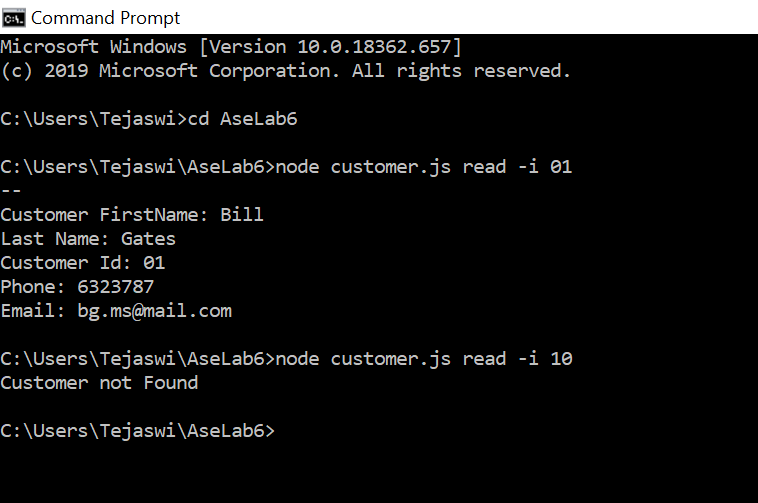 Command Prompt
Microsoft Windows [Version 10.0.18362.657]
(c) 2019 Microsoft Corporation. All rights reserved.
C:\Users\Tejaswi>cd AseLab6
C:\Users\Tejaswi\AseLab6>node customer.js read -i 01
--
Customer FirstName: Bill
Last Name: Gates
Customer Id: 01
Phone: 6323787
Email: bg.ms@mail.com
C:\Users\Tejaswi\AseLab6>node customer.js read -i 10
Customer not Found
C:\Users\Tejaswi\AseLab6>